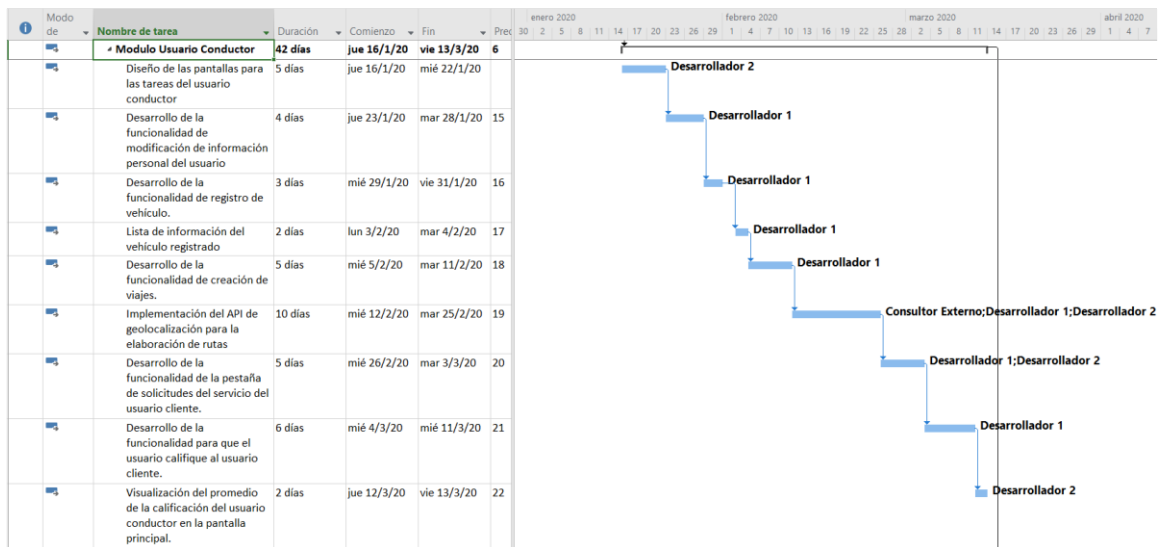 Modo de
Nombre de tarea
Duración
Comienzo
Fin
Prec
enero 2020
febrero 2020
marzo 2020
abril 2020
30 2 5 8 11 14 17 20 23 26 29 1 4 7 10 13 16 19 22 25 28 2 5 8 11 14 17 20 23 26 29 1 4 7
Modulo Usuario Conductor 42 días jue 16/1/20 vie 13/3/20 6
Diseño de las pantallas para 5 días jue 16/1/20 mié 22/1/20
las tareas del usuario
conductor
Desarrollador 2
Desarrollo de la 4 días jue 23/1/20 mar 28/1/20 15
funcionalidad de
modificación de información
personal del usuario
Desarrollador 1
Desarrollo de la 3 días mié 29/1/20 vie 31/1/20 16
funcionalidad de registro de
vehículo.
Desarrollador 1
Lista de información del 2 días lun 3/2/20 mar 4/2/20 17
vehículo registrado
Desarrollador 1
Desarrollo de la 5 días mié 5/2/20 mar 11/2/20 18
funcionalidad de creación de
viajes.
Desarrollador 1
Implementación del API de 10 días mié 12/2/20 mar 25/2/20 19
geolocalización para la
elaboración de rutas
Consultor Externo;Desarrollador 1;Desarrollador 2
Desarrollo de la 5 días mié 26/2/20 mar 3/3/20 20
funcionalidad de la pestaña
de solicitudes del servicio del
usuario cliente.
Desarrollador 1;Desarrollador 2
Desarrollo de la 6 días mié 4/3/20 mié 11/3/20 21
funcionalidad para que el
usuario califique al usuario
cliente.
Desarrollador 1
Visualización del promedio 2 días jue 12/3/20 vie 13/3/20 22
de la calificación del usuario
conductor en la pantalla
principal.
Desarrollador 2